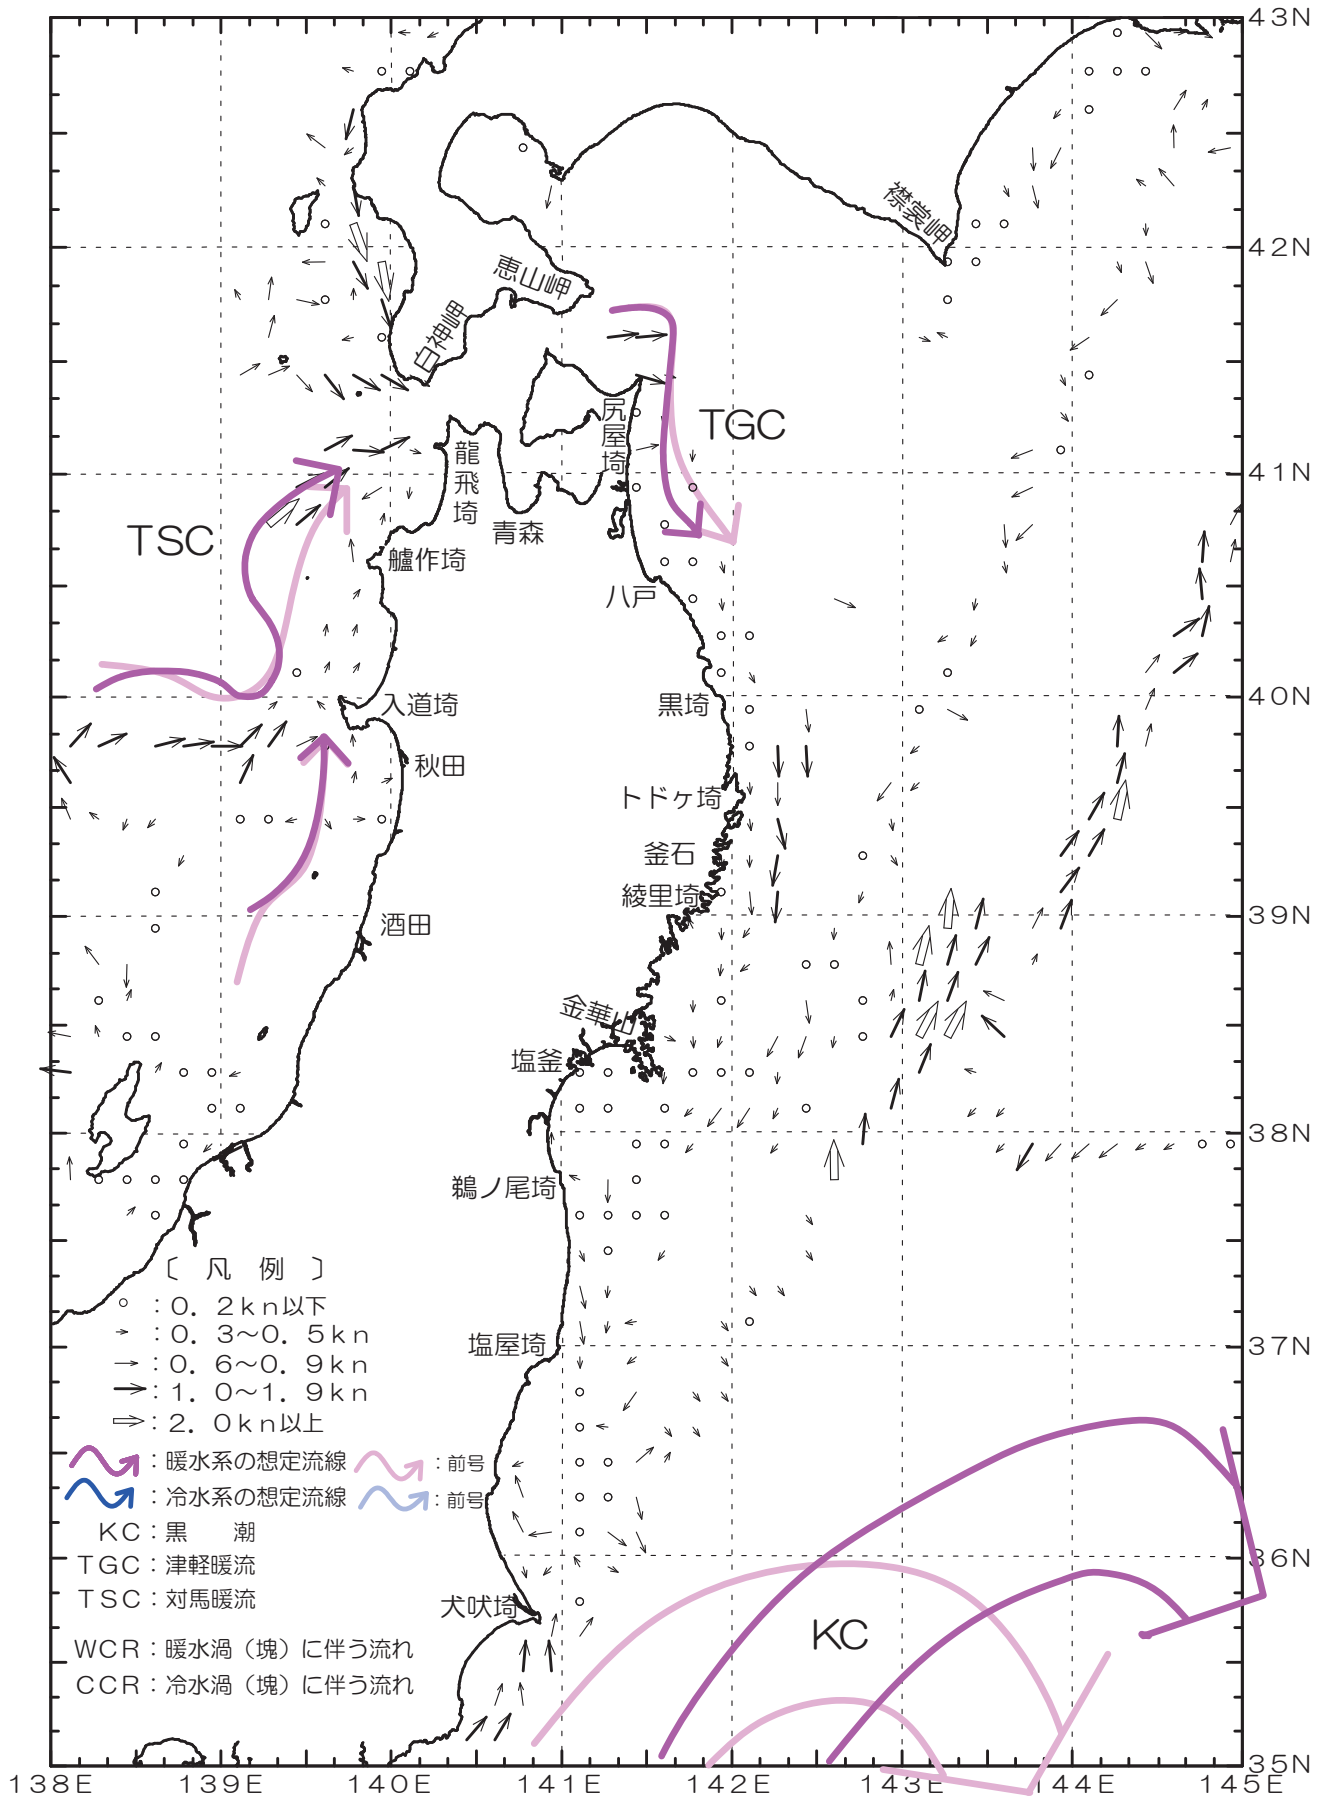 43N
襟裳岬
42N
恵山岬
白神岬
尻屋埼
TGC
龍飛埼
41N
TSC
青森
艫作埼
八戸
入道埼
黒埼
40N
秋田
トドヶ埼
釜石
綾里埼
酒田
39N
金華山
塩釜
38N
鵜ノ尾埼
〔 凡 例 〕
：0．2kn以下
：0．3～0．5kn
塩屋埼
37N
：0．6～0．9kn
：1．0～1．9kn
：2．0kn以上
：暖水系の想定流線 ：前号
：冷水系の想定流線 ：前号
KC：黒 潮
TGC：津軽暖流
36N
TSC：対馬暖流
犬吠埼
KC
WCR：暖水渦（塊）に伴う流れ
CCR：冷水渦（塊）に伴う流れ
35N
138E 139E 140E 141E 142E 143E 144E 145E